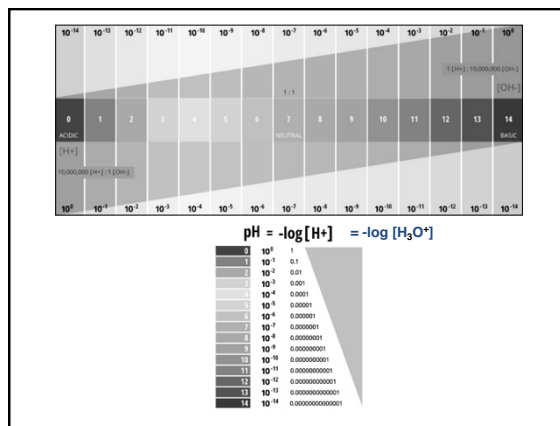 10⁻¹⁴ 10⁻¹³ 10⁻¹² 10⁻¹¹ 10⁻¹⁰ 10⁻⁹ 10⁻⁸ 10⁻⁷ 10⁻⁶ 10⁻⁵ 10⁻⁴ 10⁻³ 10⁻² 10⁻¹ 10⁰
1 [H+] : 10,000,000 [OH-]
1 : 1
[OH-]
0 1 2 3 4 5 6 7 8 9 10 11 12 13 14
ACIDIC NEUTRAL BASIC
[H+]
10,000,000 [H+] : 1 [OH-]
10⁰ 10⁻¹ 10⁻² 10⁻³ 10⁻⁴ 10⁻⁵ 10⁻⁶ 10⁻⁷ 10⁻⁸ 10⁻⁹ 10⁻¹⁰ 10⁻¹¹ 10⁻¹² 10⁻¹³ 10⁻¹⁴
pH = -log[H+] = -log [H₃O⁺]
0 10⁰ 1
1 10⁻¹ 0.1
2 10⁻² 0.01
3 10⁻³ 0.001
4 10⁻⁴ 0.0001
5 10⁻⁵ 0.00001
6 10⁻⁶ 0.000001
7 10⁻⁷ 0.0000001
8 10⁻⁸ 0.00000001
9 10⁻⁹ 0.000000001
10 10⁻¹⁰ 0.0000000001
11 10⁻¹¹ 0.00000000001
12 10⁻¹² 0.000000000001
13 10⁻¹³ 0.0000000000001
14 10⁻¹⁴ 0.00000000000001